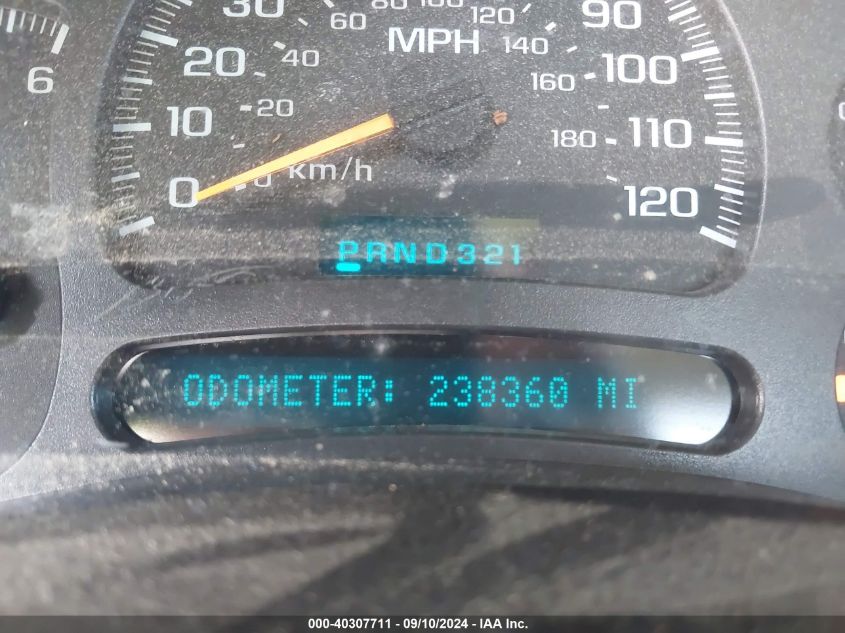 30 60 80 100 120 90
MPH 140
20 40 160 100
6
10 20 180 110
0 0 km/h 120
PRND321
ODOMETER: 238360 MI
000-40307711 - 09/10/2024 - IAA Inc.